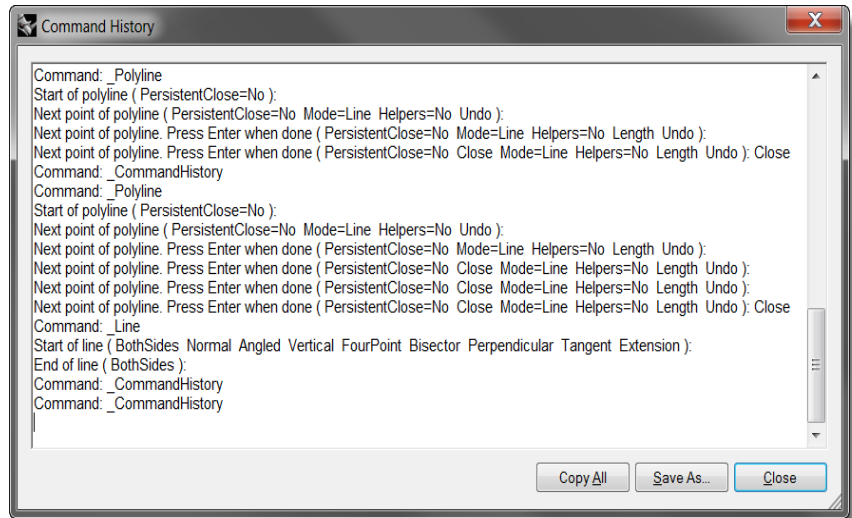 Command History
Command: _Polyline
Start of polyline ( PersistentClose=No ):
Next point of polyline ( PersistentClose=No Mode=Line Helpers=No Undo ):
Next point of polyline. Press Enter when done ( PersistentClose=No Mode=Line Helpers=No Length Undo ):
Next point of polyline. Press Enter when done ( PersistentClose=No Close Mode=Line Helpers=No Length Undo ): Close
Command: _CommandHistory
Command: _Polyline
Start of polyline ( PersistentClose=No ):
Next point of polyline ( PersistentClose=No Mode=Line Helpers=No Undo ):
Next point of polyline. Press Enter when done ( PersistentClose=No Mode=Line Helpers=No Length Undo ):
Next point of polyline. Press Enter when done ( PersistentClose=No Close Mode=Line Helpers=No Length Undo ):
Next point of polyline. Press Enter when done ( PersistentClose=No Close Mode=Line Helpers=No Length Undo ):
Next point of polyline. Press Enter when done ( PersistentClose=No Close Mode=Line Helpers=No Length Undo ): Close
Command: _Line
Start of line ( BothSides Normal Angled Vertical FourPoint Bisector Perpendicular Tangent Extension ):
End of line ( BothSides ):
Command: _CommandHistory
Command: _CommandHistory
Copy All Save As... Close